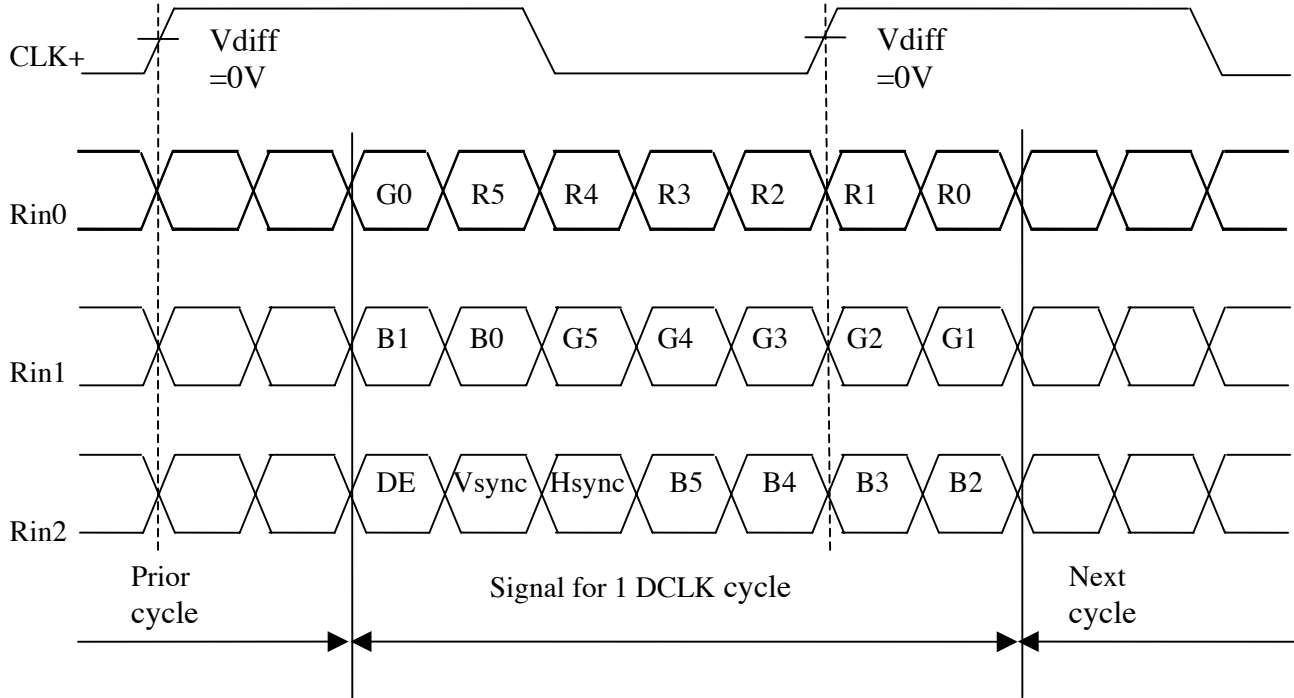 CLK+
Vdiff
=0V
Vdiff
=0V
Rin0
G0 R5 R4 R3 R2 R1 R0
Rin1
B1 B0 G5 G4 G3 G2 G1
Rin2
DE Vsync Hsync B5 B4 B3 B2
Prior
cycle
Signal for 1 DCLK cycle
Next
cycle